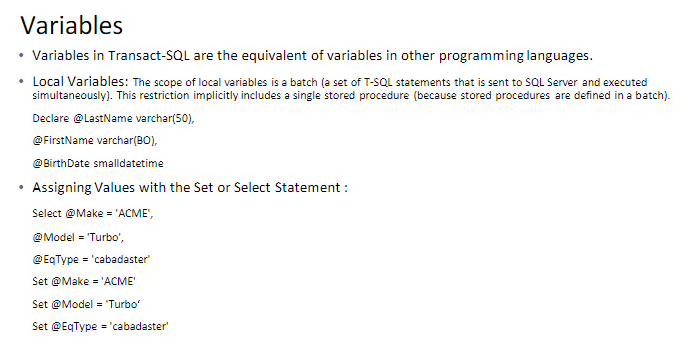 Variables
• Variables in Transact-SQL are the equivalent of variables in other programming languages.
• Local Variables: The scope of local variables is a batch (a set of T-SQL statements that is sent to SQL Server and executed
simultaneously). This restriction implicitly includes a single stored procedure (because stored procedures are defined in a batch).
Declare @LastName varchar(50),
@FirstName varchar(BO),
@BirthDate smalldatetime
• Assigning Values with the Set or Select Statement :
Select @Make = 'ACME',
@Model = 'Turbo',
@EqType = 'cabadaster'
Set @Make = 'ACME'
Set @Model = 'Turbo’
Set @EqType = 'cabadaster'